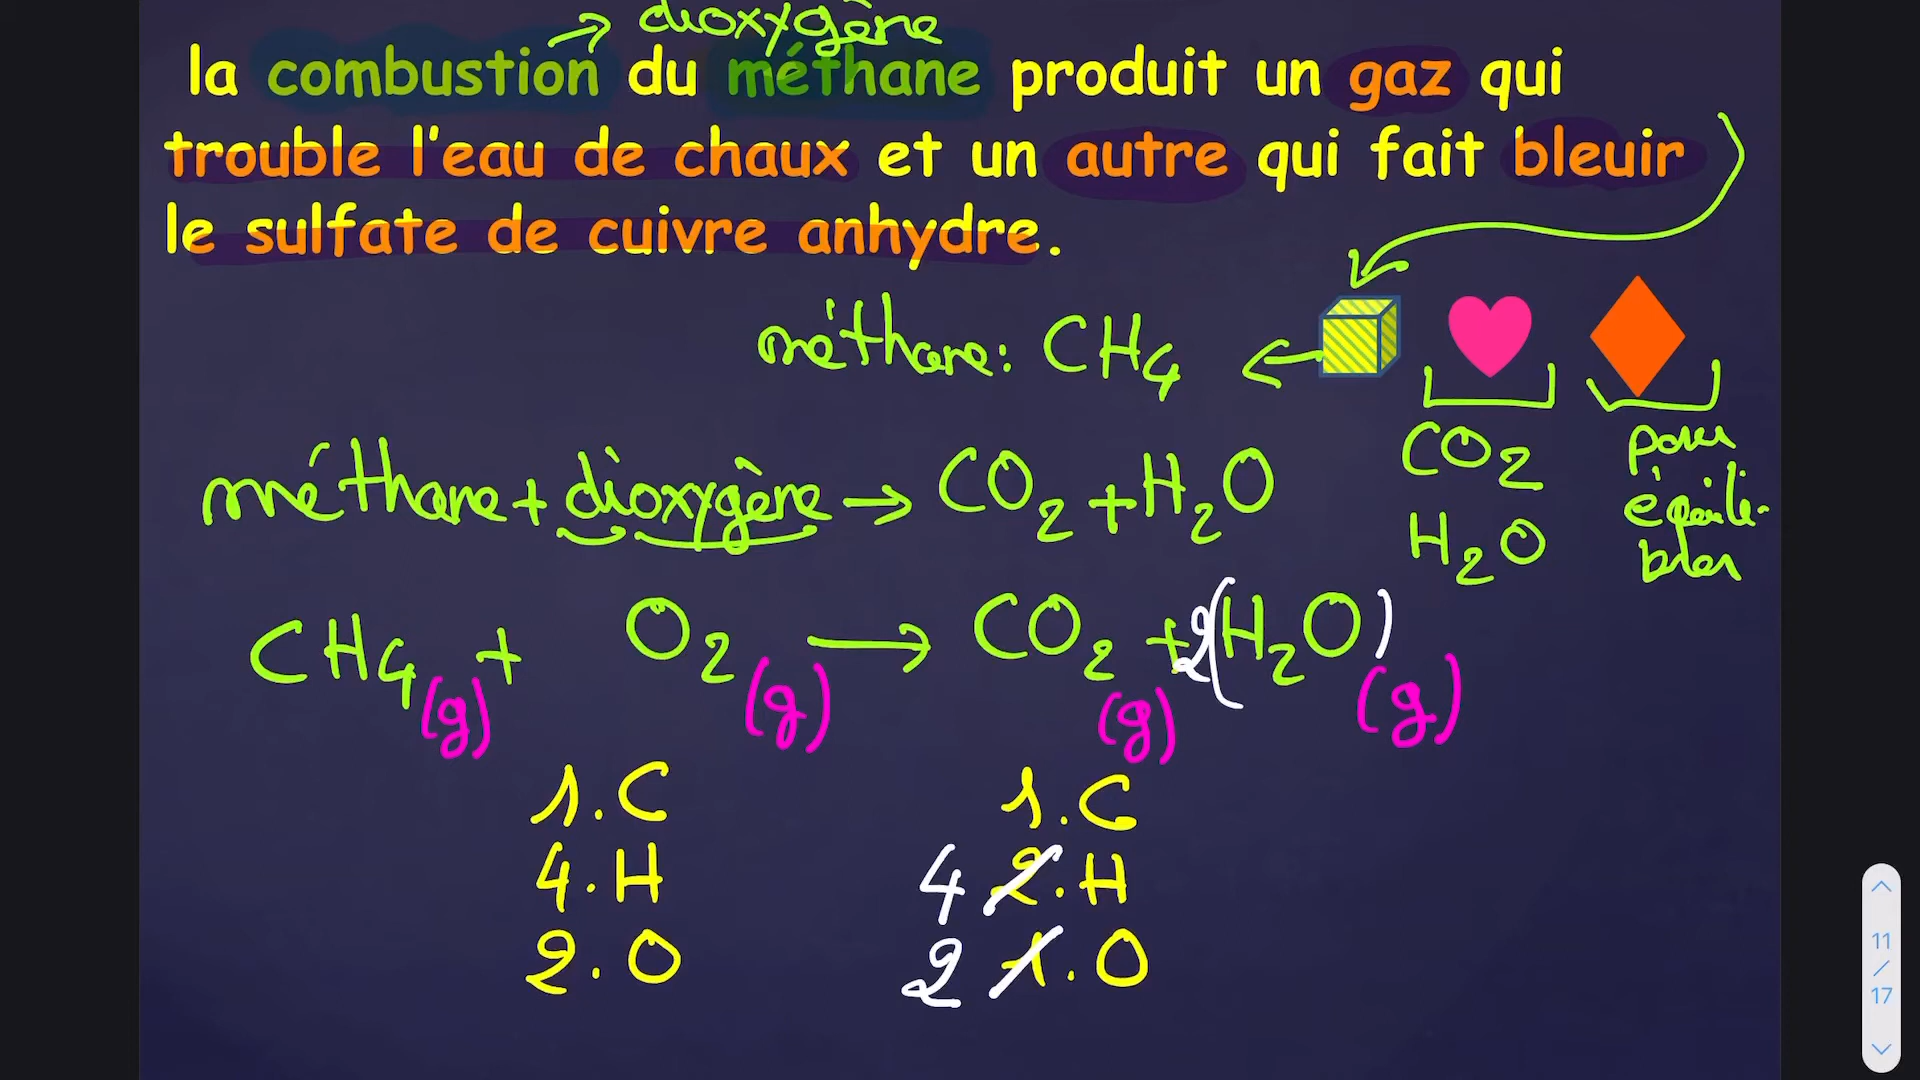 → dioxygène
la combustion du méthane produit un gaz qui
trouble l'eau de chaux et un autre qui fait bleuir
le sulfate de cuivre anhydre.
méthane: CH4
méthane + dioxygène → CO2 + H2O
CO2
H2O
pour
équili-
brer
CH4(g) + O2(g) → CO2(g) + 2(H2O)(g)
1.C 1.C
4.H 4 2.H
2.O 2 1.O
11
/
17